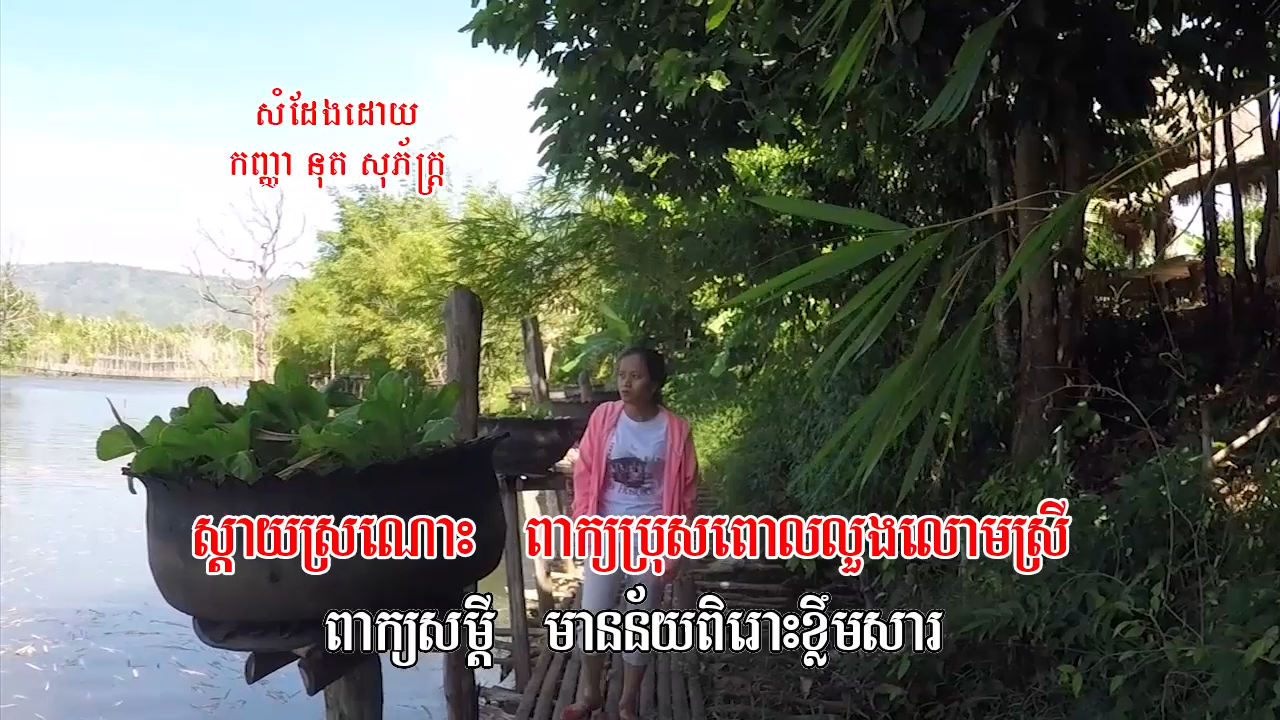 សំដែងដោយ
កញ្ញា នុត សុភ័ក្រ្ត
ស្តាយស្រណោះ ពាក្យប្រុសពោលលួងលោមស្រី
ពាក្យសម្តី មានន័យពិរោះខ្លឹមសារ